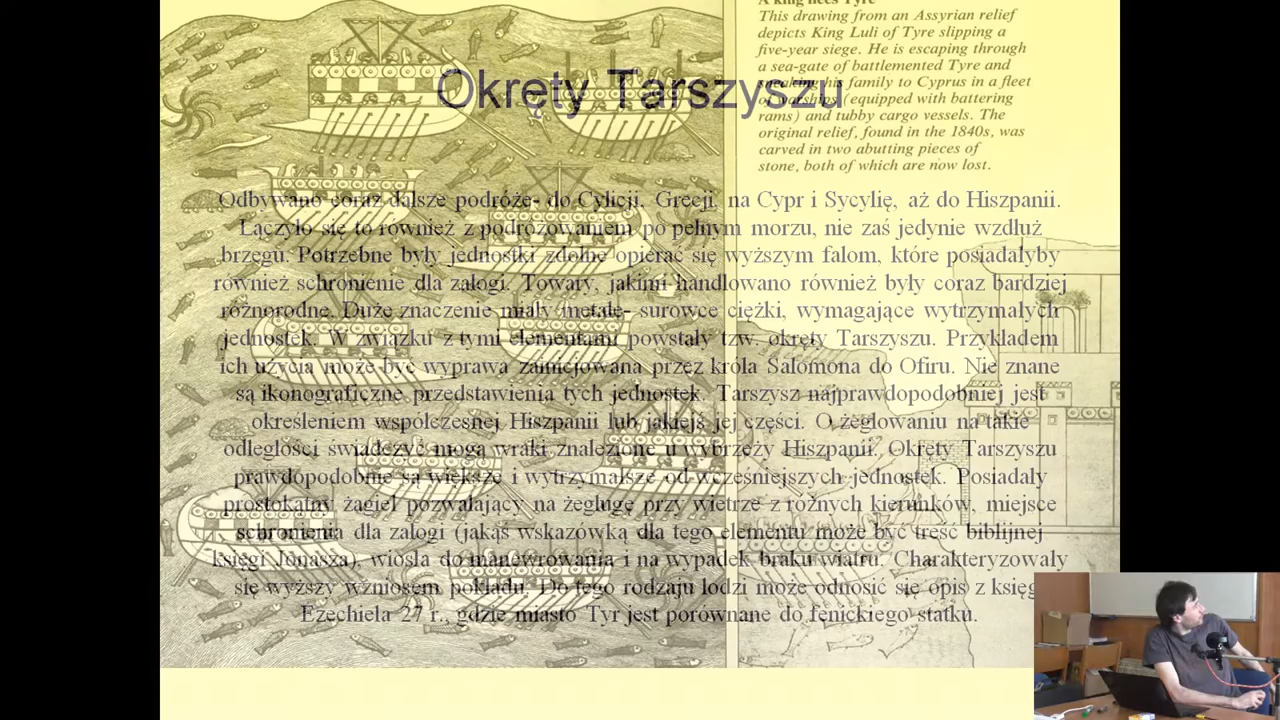 A king flees Tyre
This drawing from an Assyrian relief
depicts King Luli of Tyre slipping a
five-year siege. He is escaping through
a sea-gate of battlemented Tyre and
sneaking his family to Cyprus in a fleet
of warships (equipped with battering
rams) and tubby cargo vessels. The
original relief, found in the 1840s, was
carved in two abutting pieces of
stone, both of which are now lost.
Okręty Tarszyszu
Odbywano coraz dalsze podróże- do Cylicji, Grecji, na Cypr i Sycylię, aż do Hiszpanii.
Łączyło się to również z podróżowaniem po pełnym morzu, nie zaś jedynie wzdłuż
brzegu. Potrzebne były jednostki zdolne opierać się wyższym falom, które posiadałyby
również schronienie dla załogi. Towary, jakimi handlowano również były coraz bardziej
różnorodne. Duże znaczenie miały metale- surowce ciężki, wymagające wytrzymałych
jednostek. W związku z tymi elementami powstały tzw. okręty Tarszyszu. Przykładem
ich użycia może być wyprawa zainicjowana przez króla Salomona do Ofiru. Nie znane
są ikonograficzne przedstawienia tych jednostek. Tarszysz najprawdopodobniej jest
określeniem współczesnej Hiszpanii lub jakiejś jej części. O żeglowaniu na takie
odległości świadczyć mogą wraki znalezione u wybrzeży Hiszpanii. Okręty Tarszyszu
prawdopodobnie są większe i wytrzymalsze od wcześniejszych jednostek. Posiadały
prostokątny żagiel pozwalający na żeglugę przy wietrze z różnych kierunków, miejsce
schronienia dla załogi (jakąś wskazówką dla tego elementu może być treść biblijnej
księgi Jonasza), wiosła do manewrowania i na wypadek braku wiatru. Charakteryzowały
się wyższy wzniosem pokładu. Do tego rodzaju łodzi może odnosić się opis z księg
Ezechiela 27 r., gdzie miasto Tyr jest porównane do fenickiego statku.